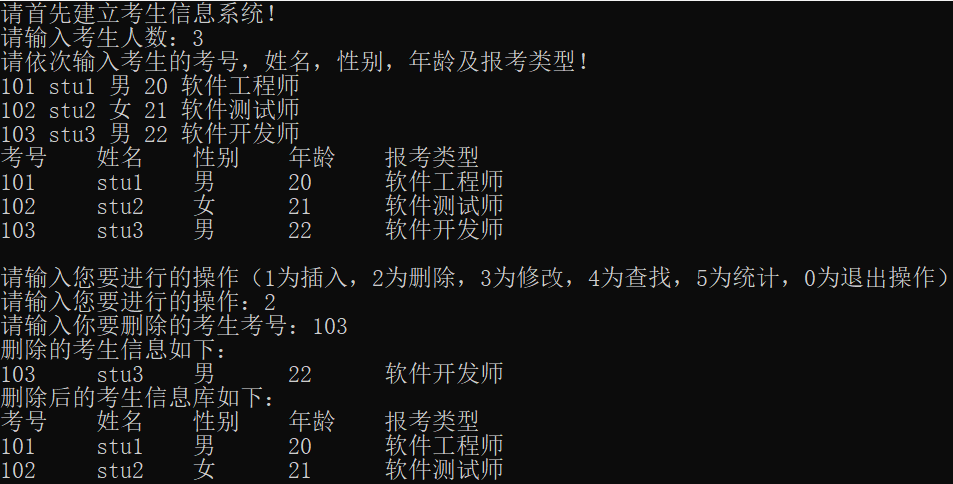 请首先建立考生信息系统！
请输入考生人数：3
请依次输入考生的考号，姓名，性别，年龄及报考类型！
101 stu1 男 20 软件工程师
102 stu2 女 21 软件测试师
103 stu3 男 22 软件开发师
考号 姓名 性别 年龄 报考类型
101 stu1 男 20 软件工程师
102 stu2 女 21 软件测试师
103 stu3 男 22 软件开发师
请输入您要进行的操作（1为插入，2为删除，3为修改，4为查找，5为统计，0为退出操作）
请输入您要进行的操作：2
请输入你要删除的考生考号：103
删除的考生信息如下：
103 stu3 男 22 软件开发师
删除后的考生信息库如下：
考号 姓名 性别 年龄 报考类型
101 stu1 男 20 软件工程师
102 stu2 女 21 软件测试师